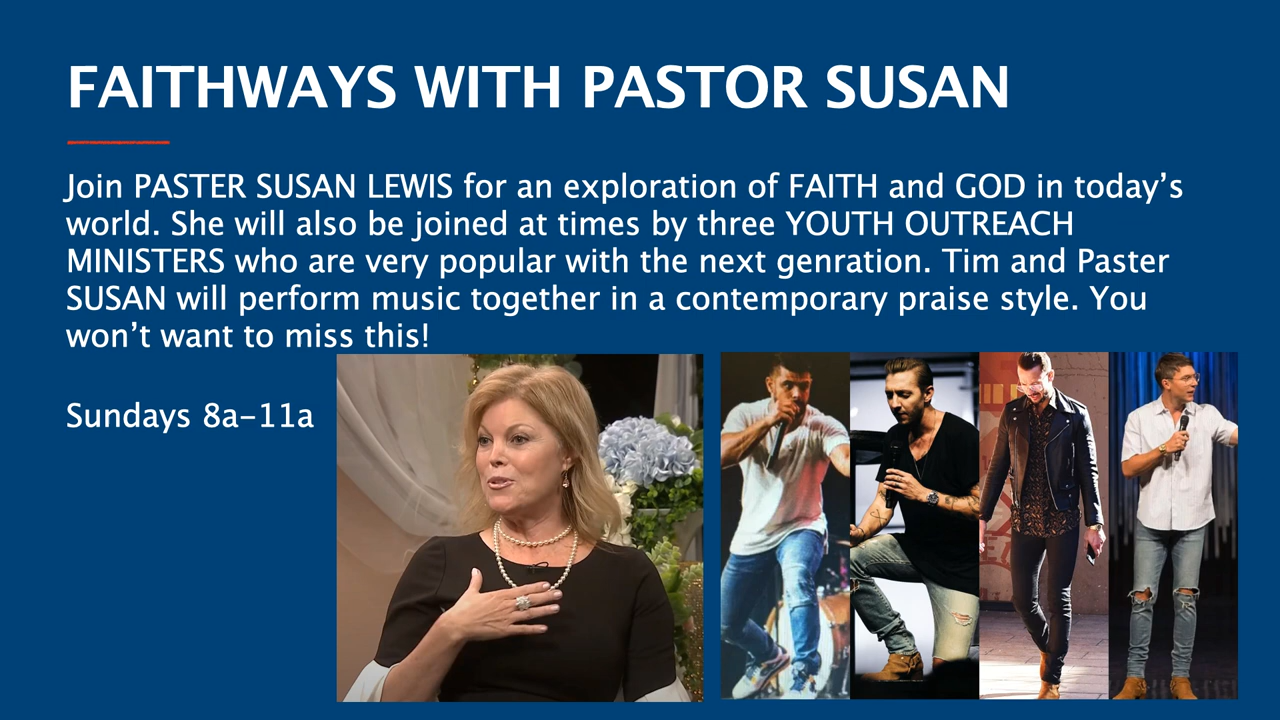 FAITHWAYS WITH PASTOR SUSAN
Join PASTER SUSAN LEWIS for an exploration of FAITH and GOD in today’s
world. She will also be joined at times by three YOUTH OUTREACH
MINISTERS who are very popular with the next genration. Tim and Paster
SUSAN will perform music together in a contemporary praise style. You
won’t want to miss this!
Sundays 8a–11a